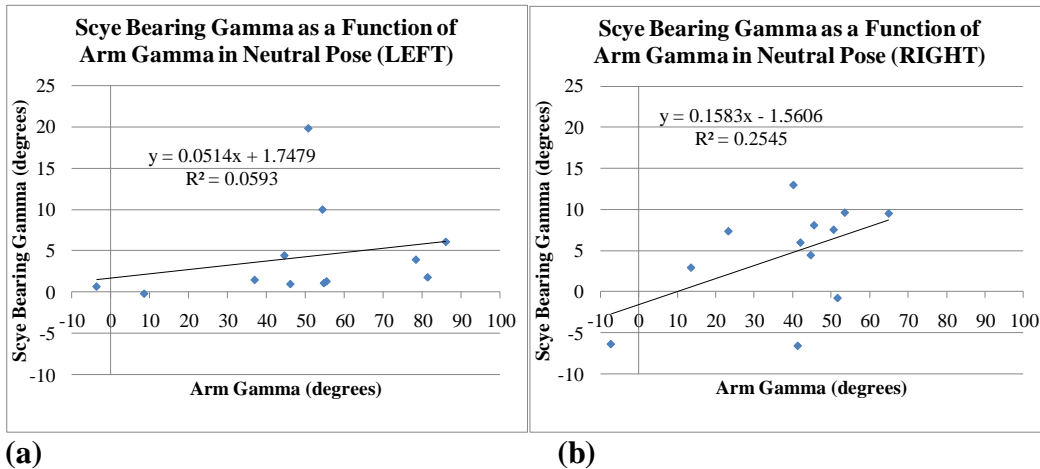 Scye Bearing Gamma as a Function of
Arm Gamma in Neutral Pose (LEFT)
Scye Bearing Gamma (degrees)
25
20
15
10
5
0
-5
-10
y = 0.0514x + 1.7479
R² = 0.0593
-10 0 10 20 30 40 50 60 70 80 90 100
Arm Gamma (degrees)
(a)
Scye Bearing Gamma as a Function of
Arm Gamma in Neutral Pose (RIGHT)
Scye Bearing Gamma (degrees)
25
20
15
10
5
0
-5
-10
y = 0.1583x - 1.5606
R² = 0.2545
-10 0 10 20 30 40 50 60 70 80 90 100
Arm Gamma (degrees)
(b)